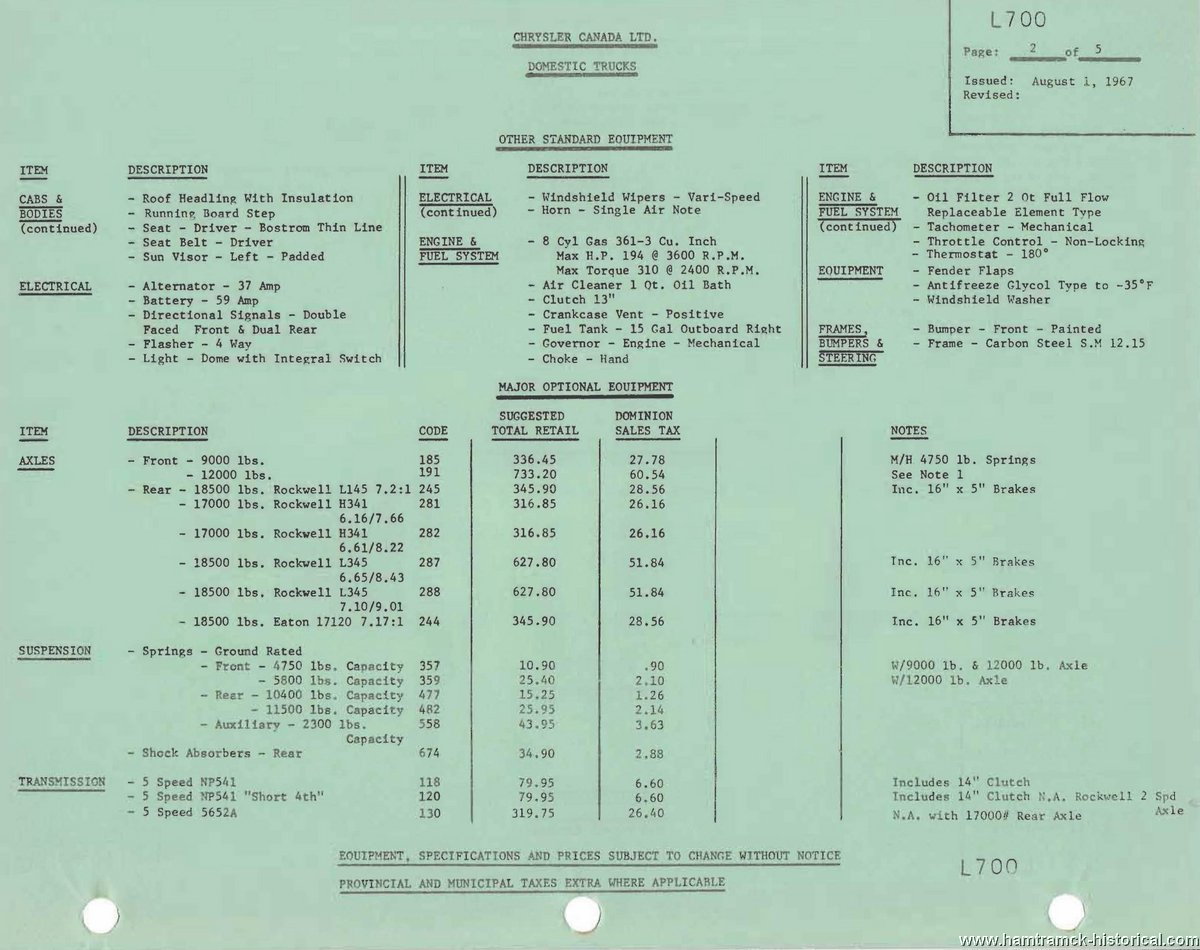 L700
CHRYSLER CANADA LTD.
DOMESTIC TRUCKS
Page: 2 of 5
Issued: August 1, 1967
Revised:
OTHER STANDARD EQUIPMENT
ITEM DESCRIPTION
CABS & - Roof Headling With Insulation
BODIES - Running Board Step
(continued) - Seat - Driver - Bostrom Thin Line
- Seat Belt - Driver
- Sun Visor - Left - Padded
ELECTRICAL - Alternator - 37 Amp
- Battery - 59 Amp
- Directional Signals - Double
Faced Front & Dual Rear
- Flasher - 4 Way
- Light - Dome with Integral Switch
ITEM DESCRIPTION
ELECTRICAL - Windshield Wipers - Vari-Speed
(continued) - Horn - Single Air Note
ENGINE & - 8 Cyl Gas 361-3 Cu. Inch
FUEL SYSTEM Max H.P. 194 @ 3600 R.P.M.
Max Torque 310 @ 2400 R.P.M.
- Air Cleaner 1 Qt. Oil Bath
- Clutch 13"
- Crankcase Vent - Positive
- Fuel Tank - 15 Gal Outboard Right
- Governor - Engine - Mechanical
- Choke - Hand
ITEM DESCRIPTION
ENGINE & - Oil Filter 2 Qt Full Flow
FUEL SYSTEM Replaceable Element Type
(continued) - Tachometer - Mechanical
- Throttle Control - Non-Locking
- Thermostat - 180°
EQUIPMENT - Fender Flaps
- Antifreeze Glycol Type to -35°F
- Windshield Washer
FRAMES, - Bumper - Front - Painted
BUMPERS & - Frame - Carbon Steel S.M 12.15
STEERING
MAJOR OPTIONAL EQUIPMENT
SUGGESTED DOMINION
ITEM DESCRIPTION CODE TOTAL RETAIL SALES TAX NOTES
AXLES - Front - 9000 lbs. 185 336.45 27.78 M/H 4750 lb. Springs
- 12000 lbs. 191 733.20 60.54 See Note 1
- Rear - 18500 lbs. Rockwell L145 7.2:1 245 345.90 28.56 Inc. 16" x 5" Brakes
- 17000 lbs. Rockwell H341 281 316.85 26.16
6.16/7.66
- 17000 lbs. Rockwell H341 282 316.85 26.16
6.61/8.22
- 18500 lbs. Rockwell L345 287 627.80 51.84 Inc. 16" x 5" Brakes
6.65/8.43
- 18500 lbs. Rockwell L345 288 627.80 51.84 Inc. 16" x 5" Brakes
7.10/9.01
- 18500 lbs. Eaton 17120 7.17:1 244 345.90 28.56 Inc. 16" x 5" Brakes
SUSPENSION - Springs - Ground Rated
- Front - 4750 lbs. Capacity 357 10.90 .90 W/9000 lb. & 12000 lb. Axle
- 5800 lbs. Capacity 359 25.40 2.10 W/12000 lb. Axle
- Rear - 10400 lbs. Capacity 477 15.25 1.26
- 11500 lbs. Capacity 482 25.95 2.14
- Auxiliary - 2300 lbs. 558 43.95 3.63
Capacity
- Shock Absorbers - Rear 674 34.90 2.88
TRANSMISSION - 5 Speed NP541 118 79.95 6.60 Includes 14" Clutch
- 5 Speed NP541 "Short 4th" 120 79.95 6.60 Includes 14" Clutch N.A. Rockwell 2 Spd
Axle
- 5 Speed 5652A 130 319.75 26.40 N.A. with 17000# Rear Axle
EQUIPMENT, SPECIFICATIONS AND PRICES SUBJECT TO CHANGE WITHOUT NOTICE
PROVINCIAL AND MUNICIPAL TAXES EXTRA WHERE APPLICABLE
L700
www.hamtramck-historical.com